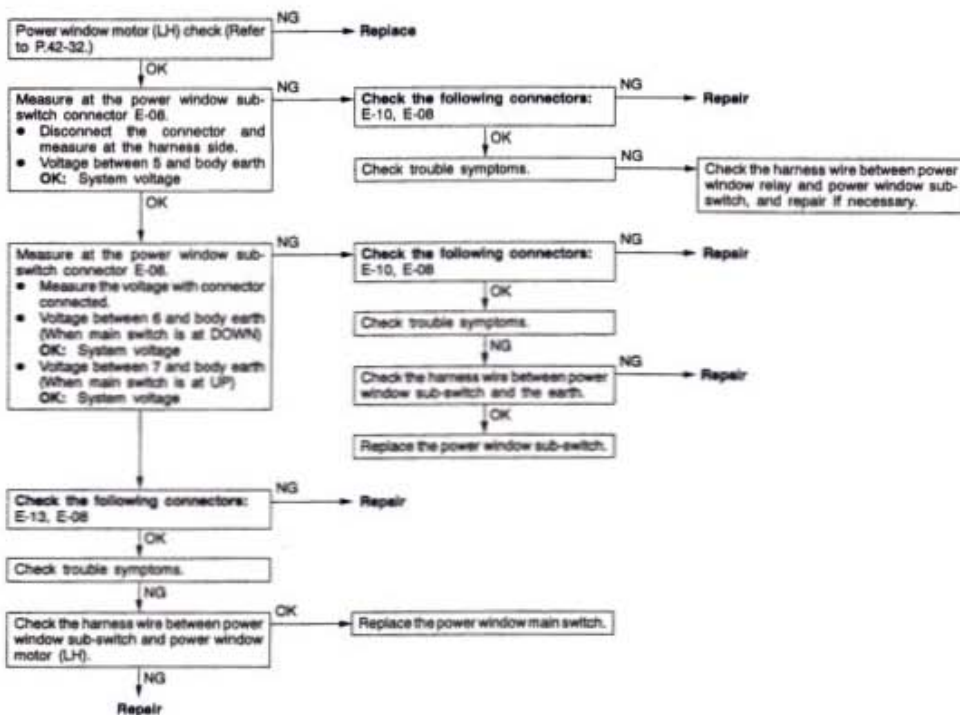 NG
Power window motor (LH) check (Refer
to P.42-32.)
Replace
OK
NG
NG
Measure at the power window sub-
switch connector E-08.
● Disconnect the connector and
measure at the harness side.
● Voltage between 5 and body earth
OK: System voltage
Check the following connectors:
E-10, E-08
Repair
OK
NG
Check trouble symptoms.
Check the harness wire between power
window relay and power window sub-
switch, and repair if necessary.
OK
NG
NG
Measure at the power window sub-
switch connector E-08.
● Measure the voltage with connector
connected.
● Voltage between 6 and body earth
(When main switch is at DOWN)
OK: System voltage
● Voltage between 7 and body earth
(When main switch is at UP)
OK: System voltage
Check the following connectors:
E-10, E-08
Repair
OK
Check trouble symptoms.
NG
NG
Check the harness wire between power
window sub-switch and the earth.
Repair
OK
Replace the power window sub-switch.
NG
Check the following connectors:
E-13, E-08
Repair
OK
Check trouble symptoms.
NG
OK
Check the harness wire between power
window sub-switch and power window
motor (LH).
Replace the power window main switch.
NG
Repair